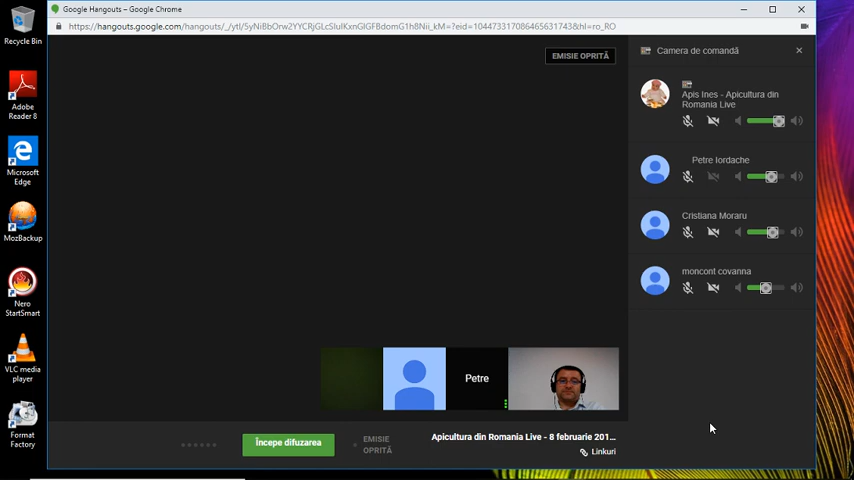 Google Hangouts – Google Chrome
https://hangouts.google.com/hangouts/_/ytl/5yNiBbOrw2YYCRjGLcSIulKxnGlGFBdomG1h8Nii_kM=?eid=104473317086465631743&hl=ro_RO
Recycle Bin
Adobe
Reader 8
Microsoft
Edge
MozBackup
Nero
StartSmart
VLC media
player
Format
Factory
EMISIE OPRITĂ
Camera de comandă
Apis Ines - Apicultura din
Romania Live
Petre Iordache
Cristiana Moraru
moncont covanna
Petre
Începe difuzarea
EMISIE
OPRITĂ
Apicultura din Romania Live - 8 februarie 201...
Linkuri